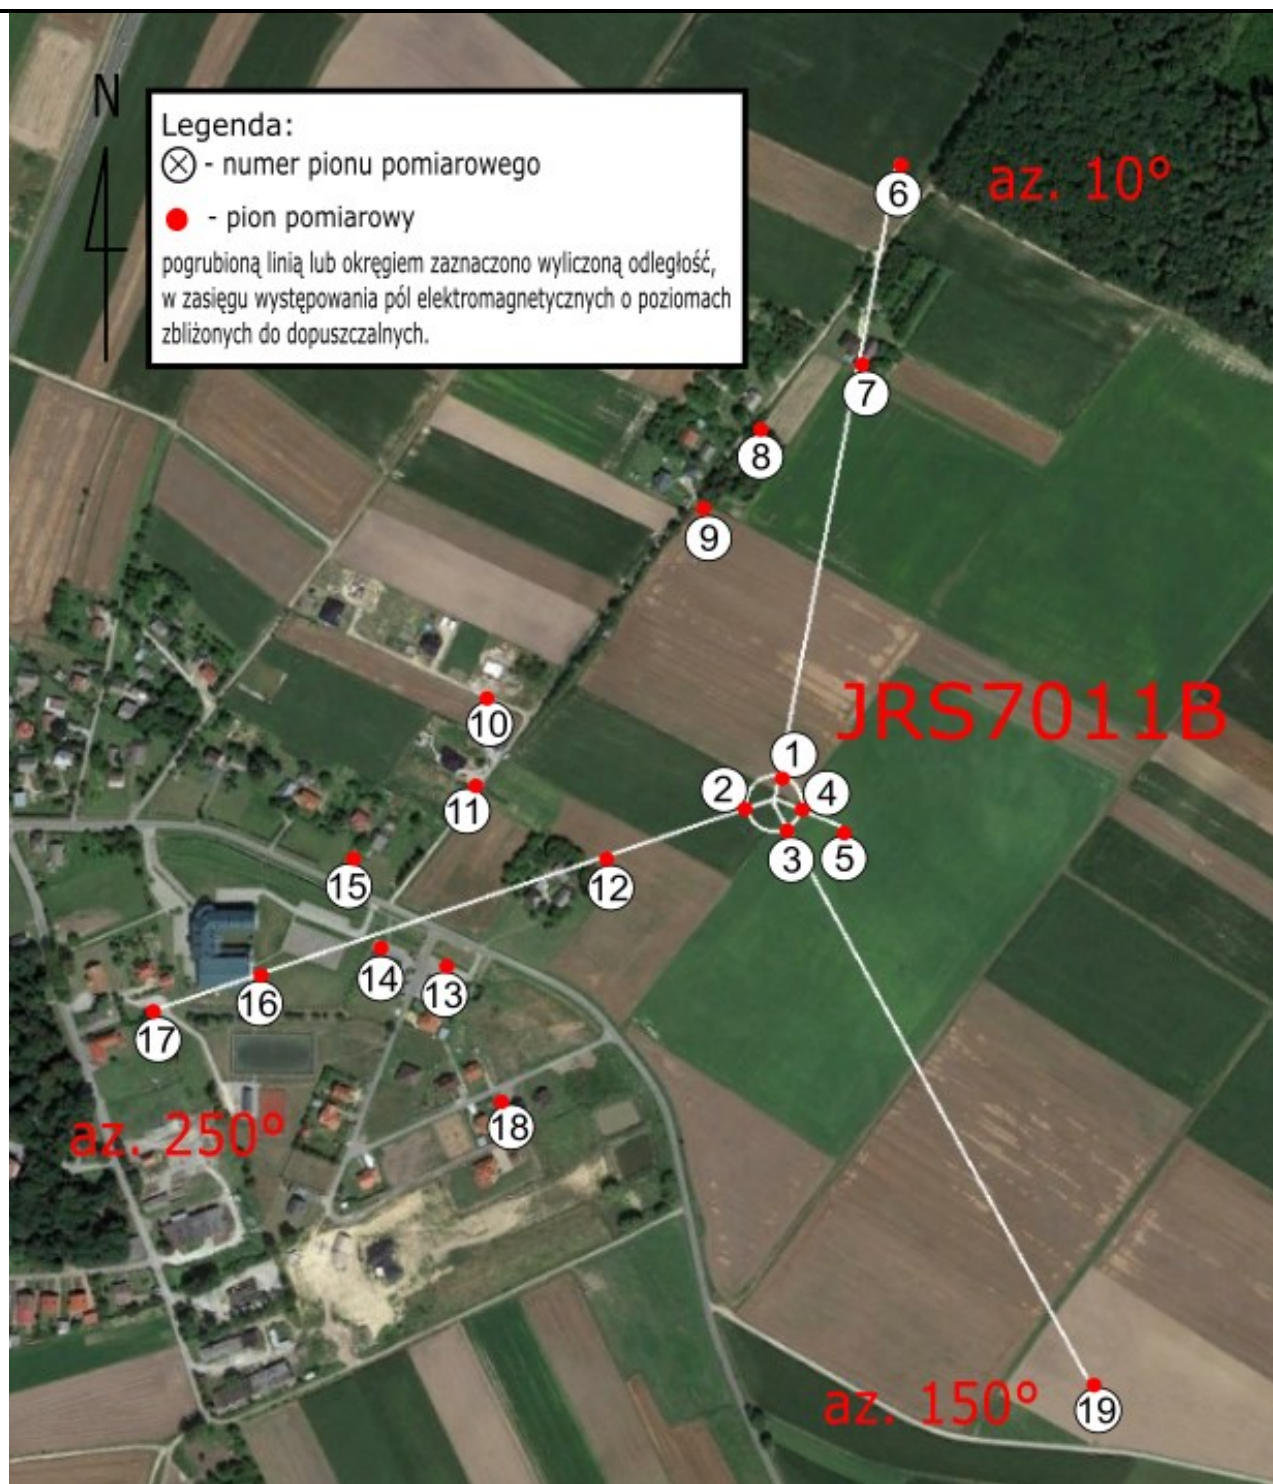 N
Legenda:
- numer pionu pomiarowego
- pion pomiarowy
pogrubioną linią lub okręgiem zaznaczono wyliczoną odległość,
w zasięgu występowania pól elektromagnetycznych o poziomach
zbliżonych do dopuszczalnych.
az. 10°
6
7
8
9
JRS7011B
10
1
2
4
11
3
5
12
15
14
13
16
17
18
az. 250°
az. 150°
19